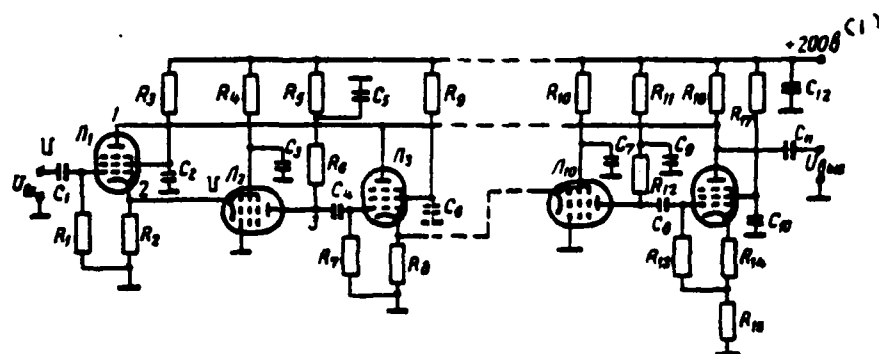 +200В (1)
R3 R4 R5 C5 R9 R10 R11 R16 R17 C12
Л1 1 C2 C3 R6 Л3 Л10 C7 C9 C11
U Uвх C1 2 U Л2 C4 C6 R12 Uвых
R1 R2 3 R7 R8 C8 C10
R13 R14
R15